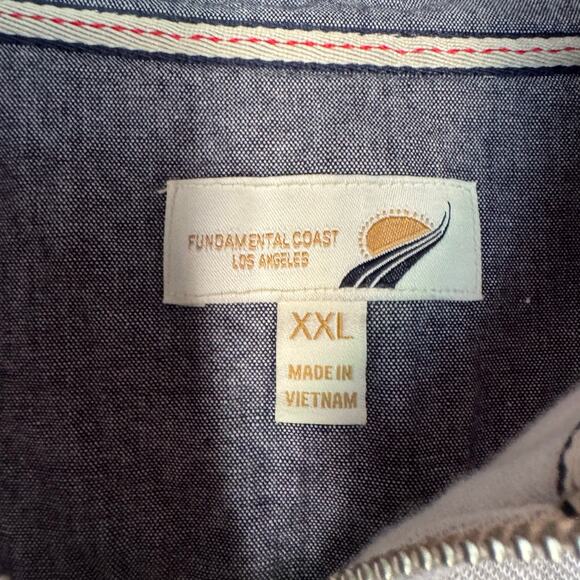 FUNDAMENTAL COAST
LOS ANGELES
XXL
MADE IN
VIETNAM